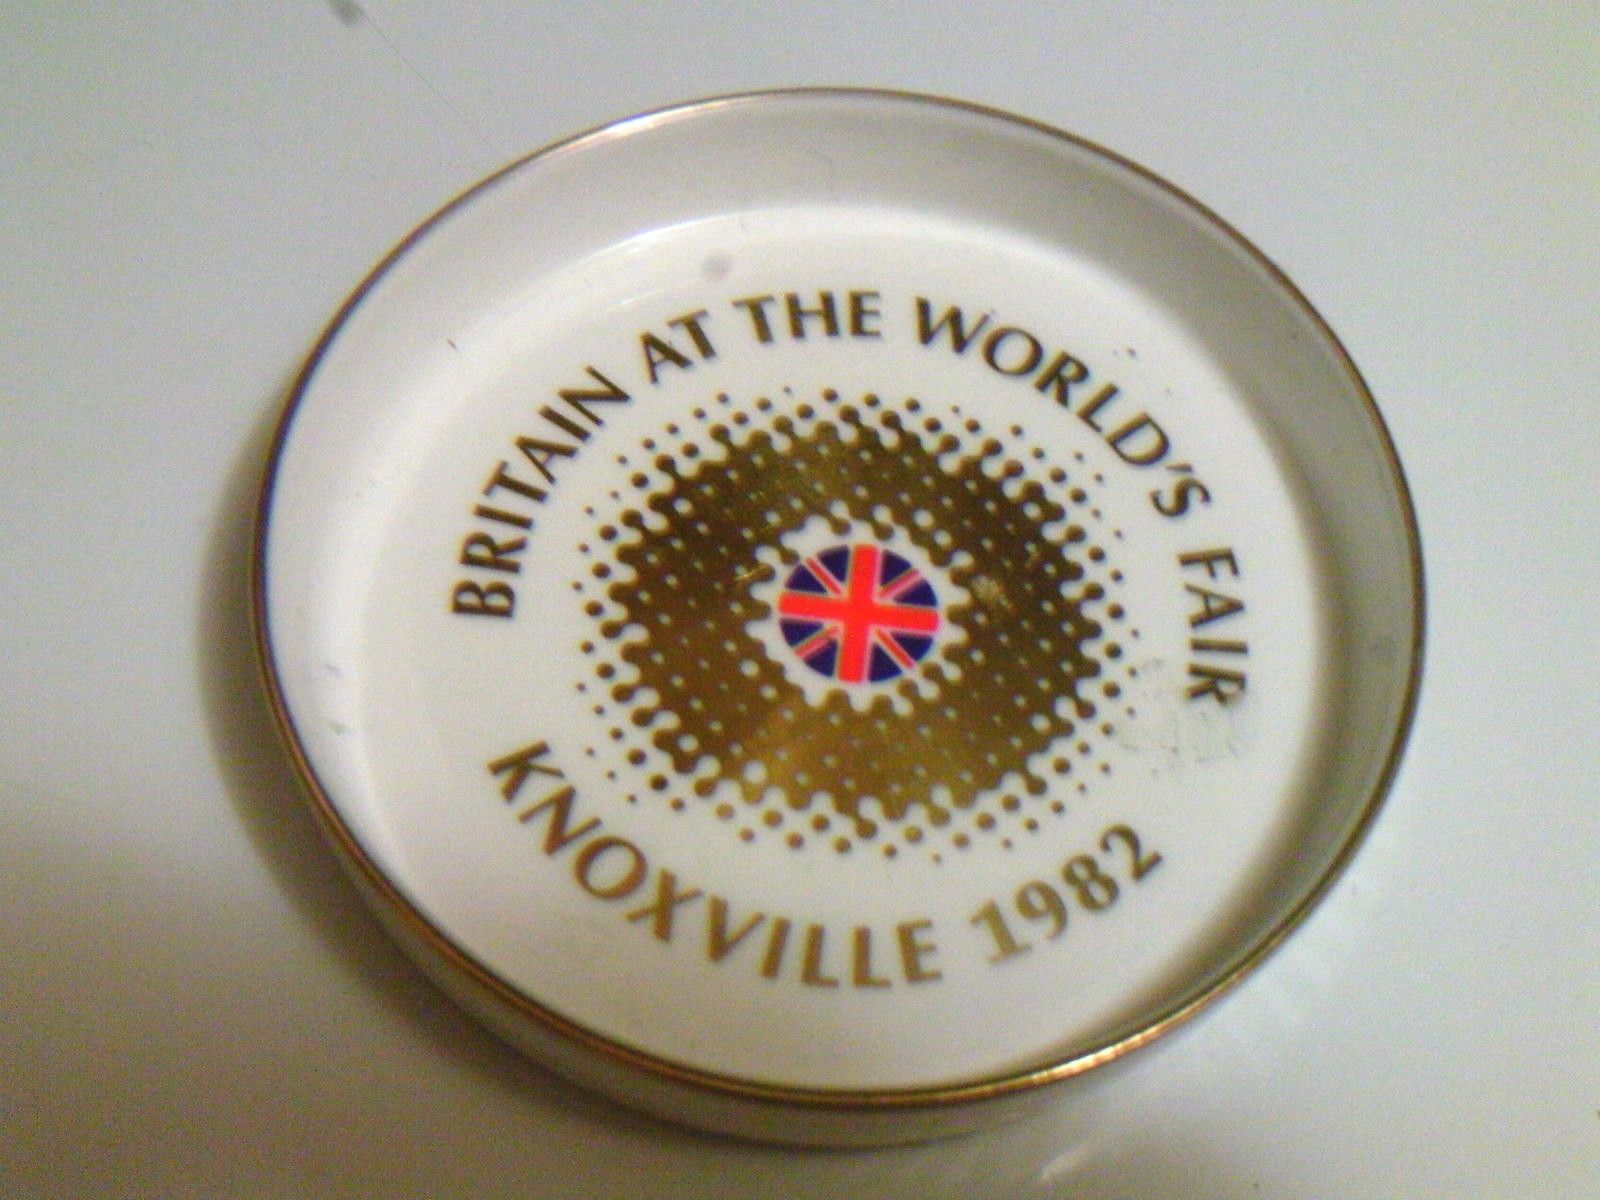 BRITAIN AT THE WORLD'S FAIR
KNOXVILLE 1982